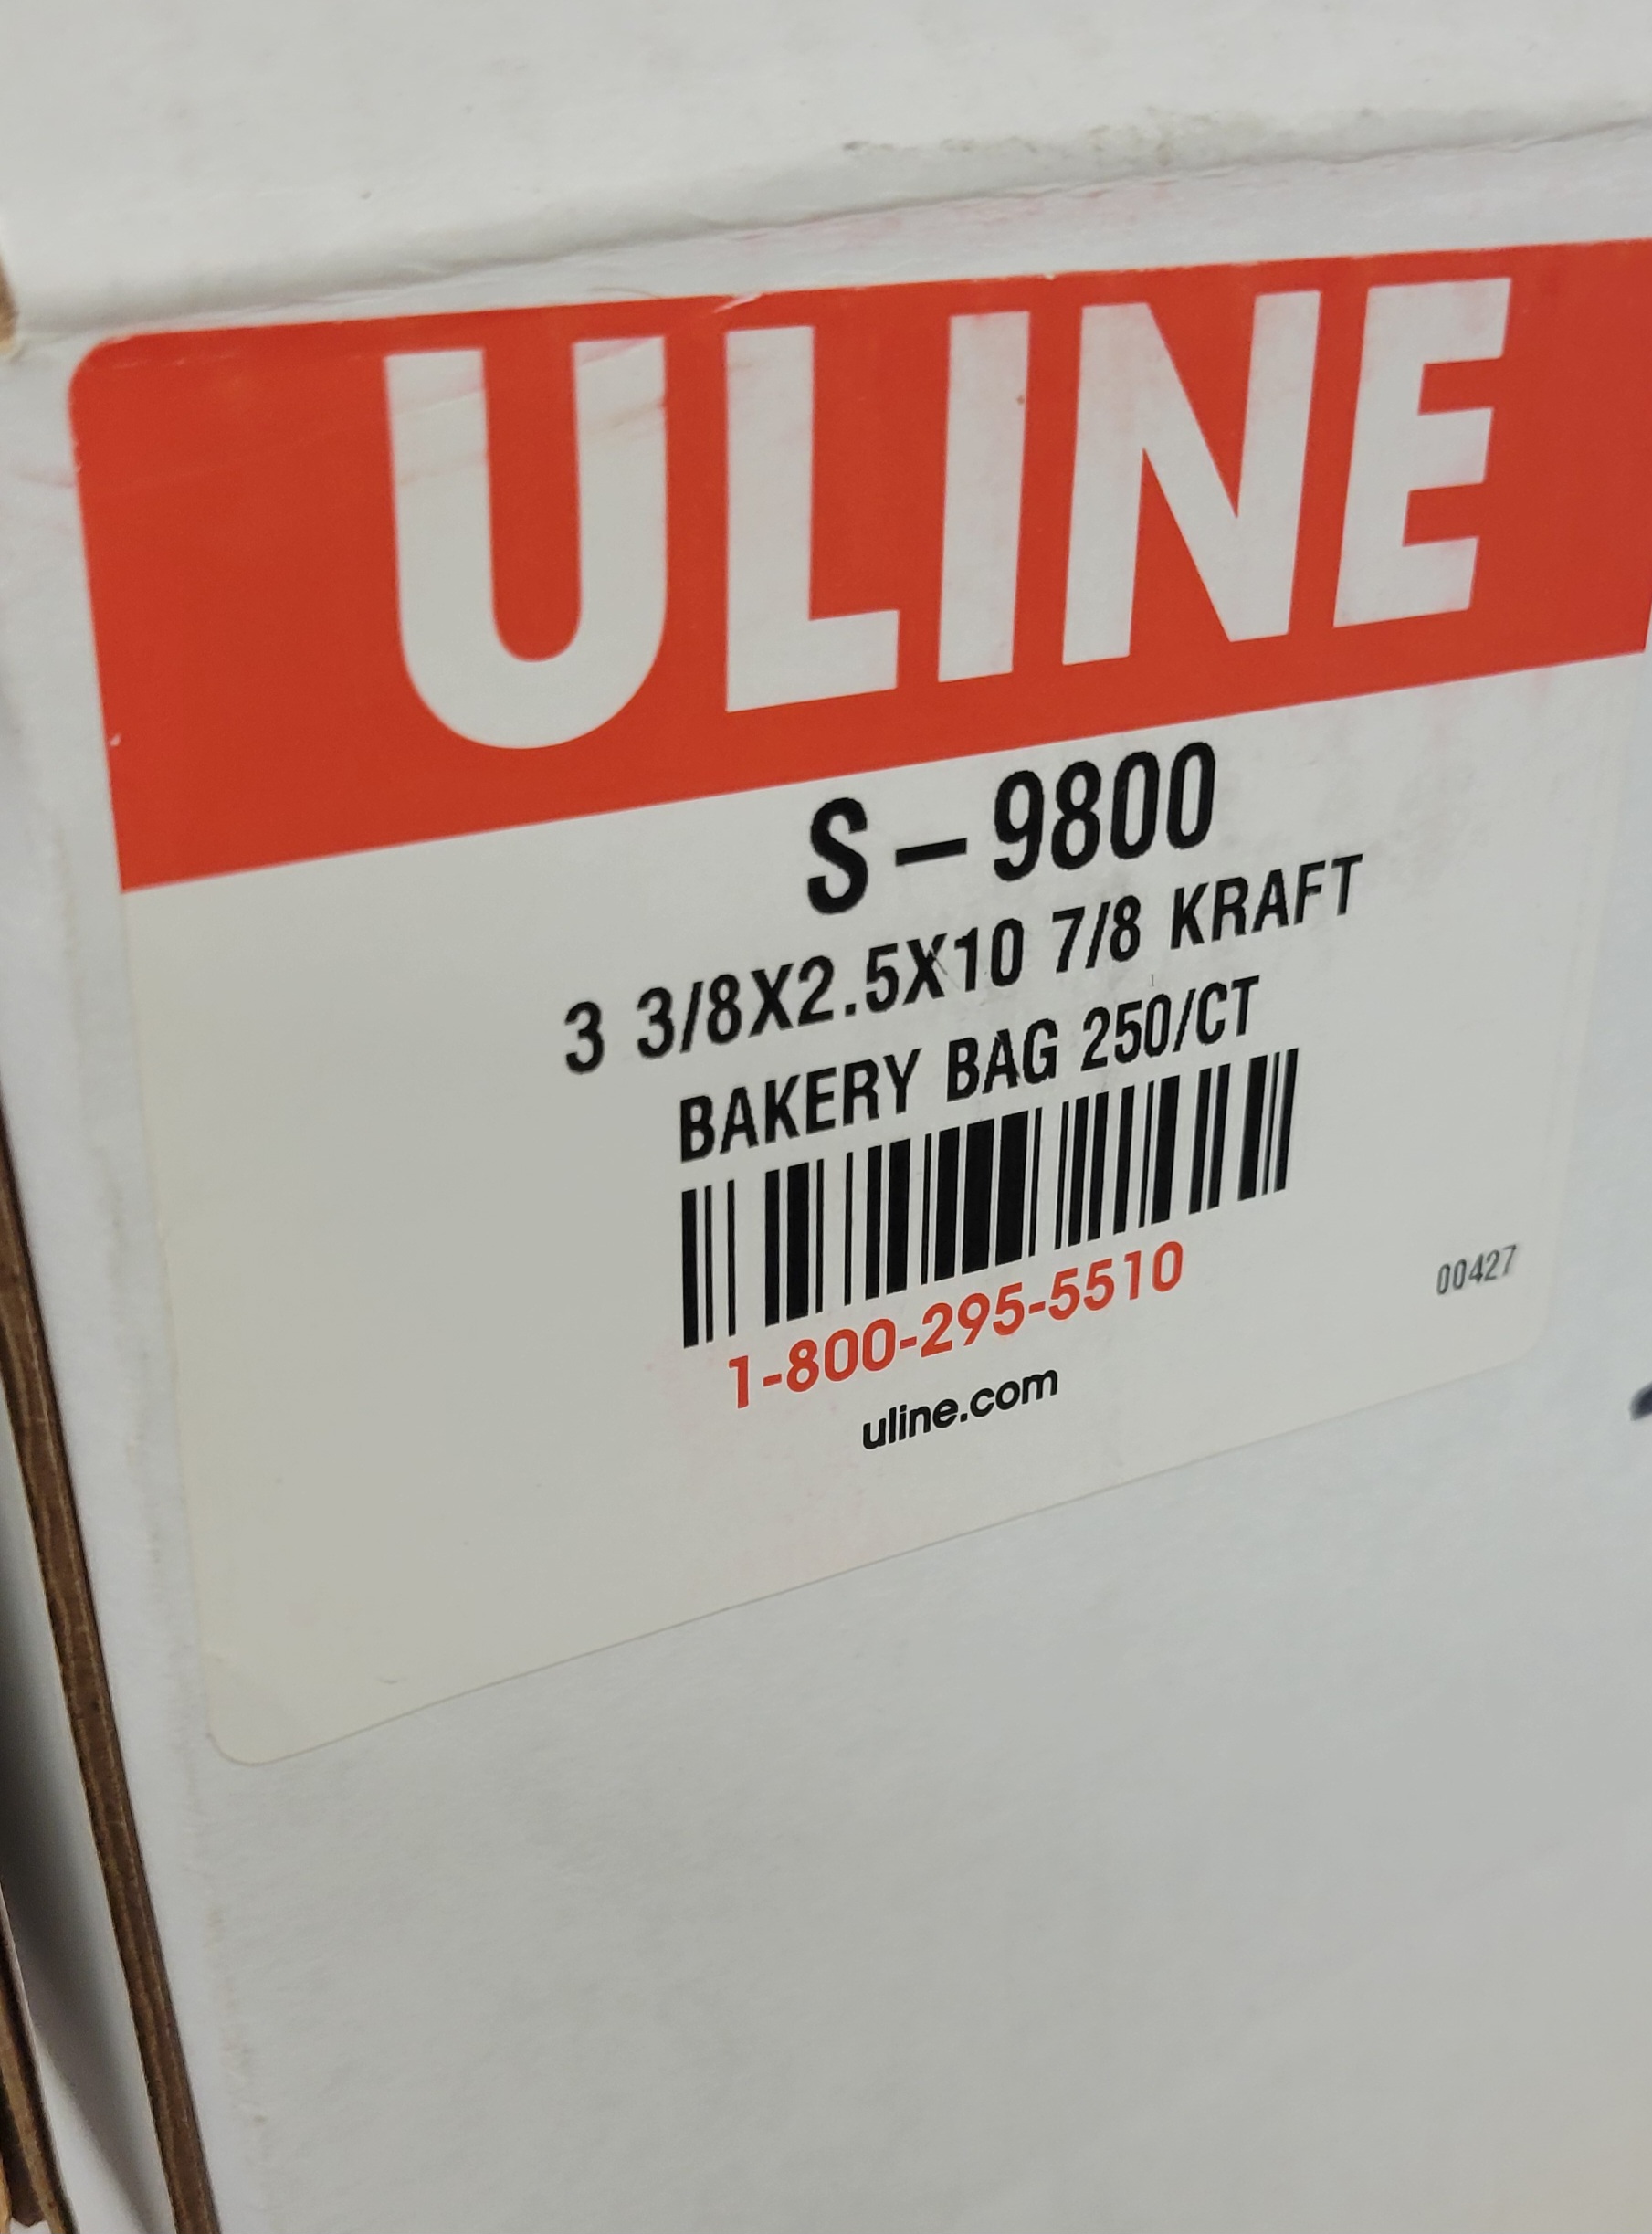 ULINE
S-9800
3 3/8X2.5X10 7/8 KRAFT
BAKERY BAG 250/CT
1-800-295-5510
00427
uline.com